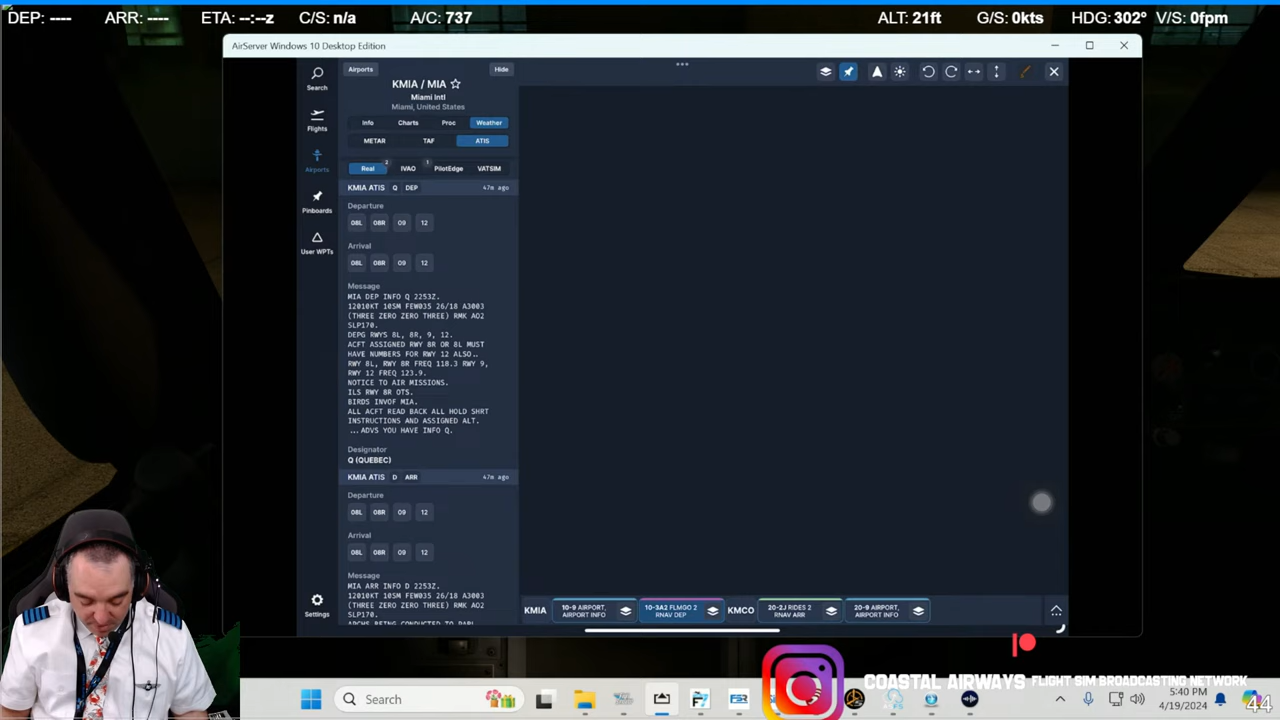 DEP: ---- ARR: ---- ETA: --:--z C/S: n/a A/C: 737 ALT: 21ft G/S: 0kts HDG: 302° V/S: 0fpm
AirServer Windows 10 Desktop Edition
Search
Flights
Airports
Pinboards
User WPTs
Settings
Airports Hide
KMIA / MIA
Miami Intl
Miami, United States
Info Charts Proc Weather
METAR TAF ATIS
Real 2 IVAO 1 PilotEdge VATSIM
KMIA ATIS Q DEP 47m ago
Departure
08L 08R 09 12
Arrival
08L 08R 09 12
Message
MIA DEP INFO Q 2253Z.
12010KT 10SM FEW035 26/18 A3003
(THREE ZERO ZERO THREE) RMK AO2
SLP170.
DEPG RWYS 8L, 8R, 9, 12.
ACFT ASSIGNED RWY 8R OR 8L MUST
HAVE NUMBERS FOR RWY 12 ALSO..
RWY 8L, RWY 8R FREQ 118.3 RWY 9,
RWY 12 FREQ 123.9.
NOTICE TO AIR MISSIONS.
ILS RWY 8R OTS.
BIRDS INVOF MIA.
ALL ACFT READ BACK ALL HOLD SHRT
INSTRUCTIONS AND ASSIGNED ALT.
...ADVS YOU HAVE INFO Q.
Designator
Q (QUEBEC)
KMIA ATIS D ARR 47m ago
Departure
08L 08R 09 12
Arrival
08L 08R 09 12
Message
MIA ARR INFO D 2253Z.
12010KT 10SM FEW035 26/18 A3003
(THREE ZERO ZERO THREE) RMK AO2
SLP170.
KMIA
10-9 AIRPORT,
AIRPORT INFO
10-3A2 FLMGO 2
RNAV DEP
KMCO
20-2J RIDES 2
RNAV ARR
20-9 AIRPORT,
AIRPORT INFO
COASTAL AIRWAYS FLIGHT SIM BROADCASTING NETWORK
Search
5:40 PM
4/19/2024
44